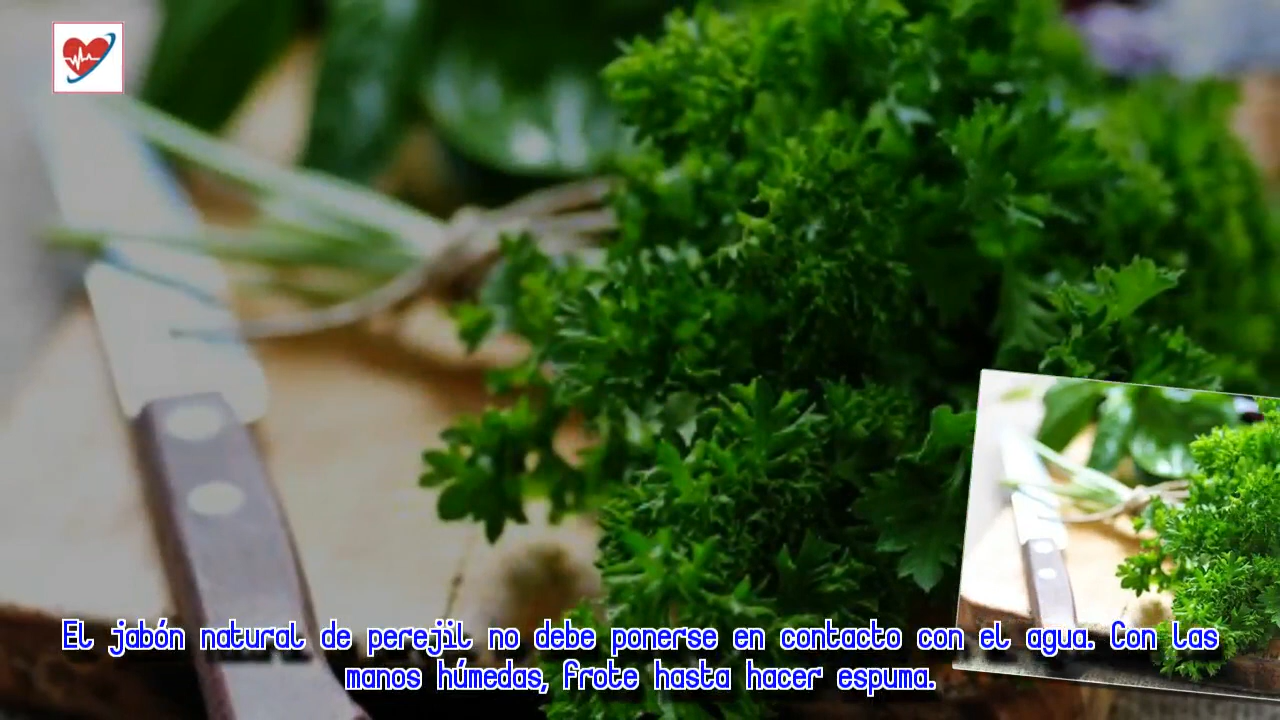 El jabón natural de perejil no debe ponerse en contacto con el agua. Con las
manos húmedas, frote hasta hacer espuma.